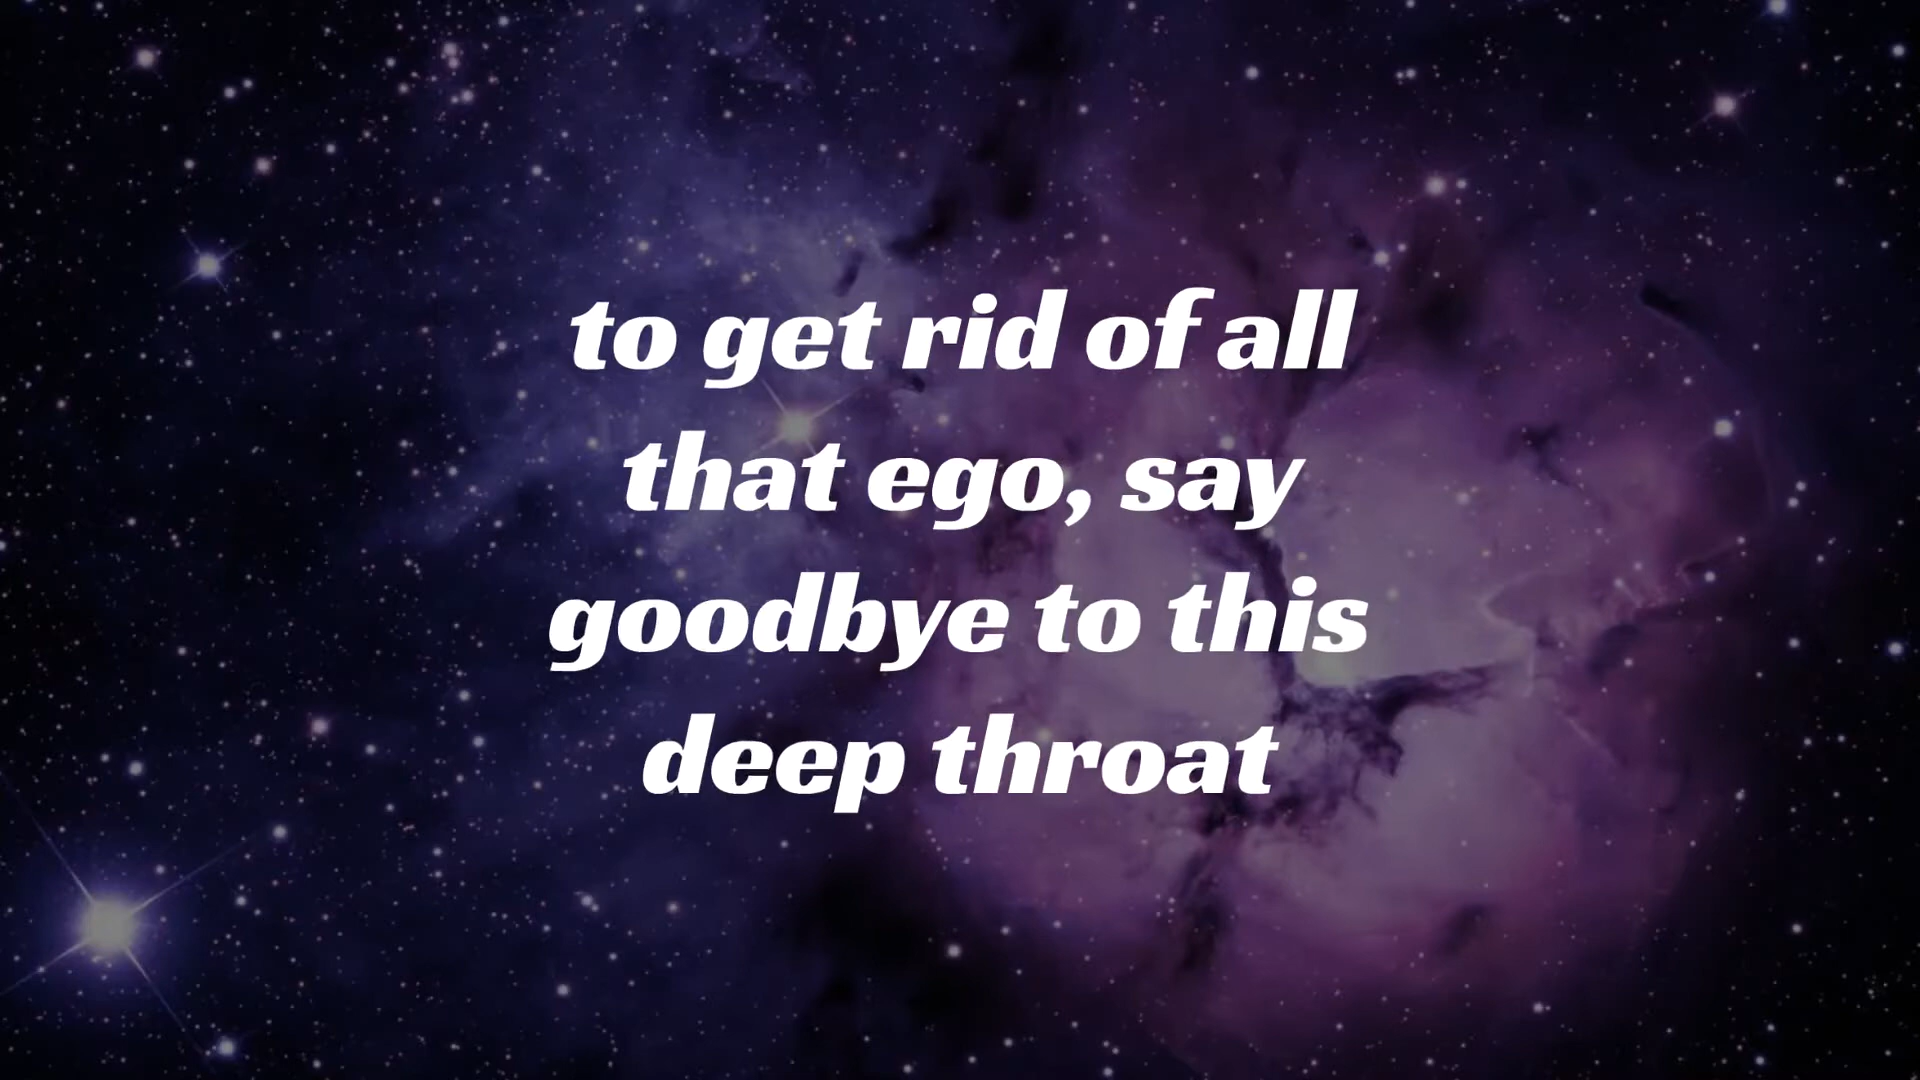 to get rid of all
that ego, say
goodbye to this
deep throat